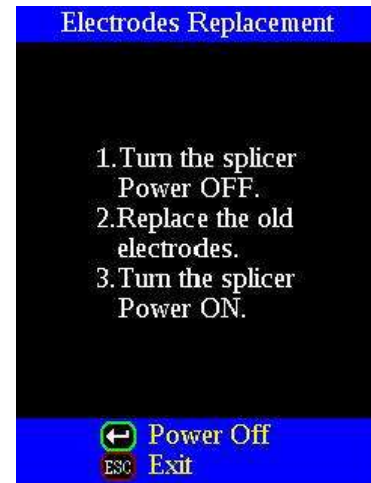 Electrodes Replacement
1.Turn the splicer
Power OFF.
2.Replace the old
electrodes.
3.Turn the splicer
Power ON.
Power Off
ESC Exit